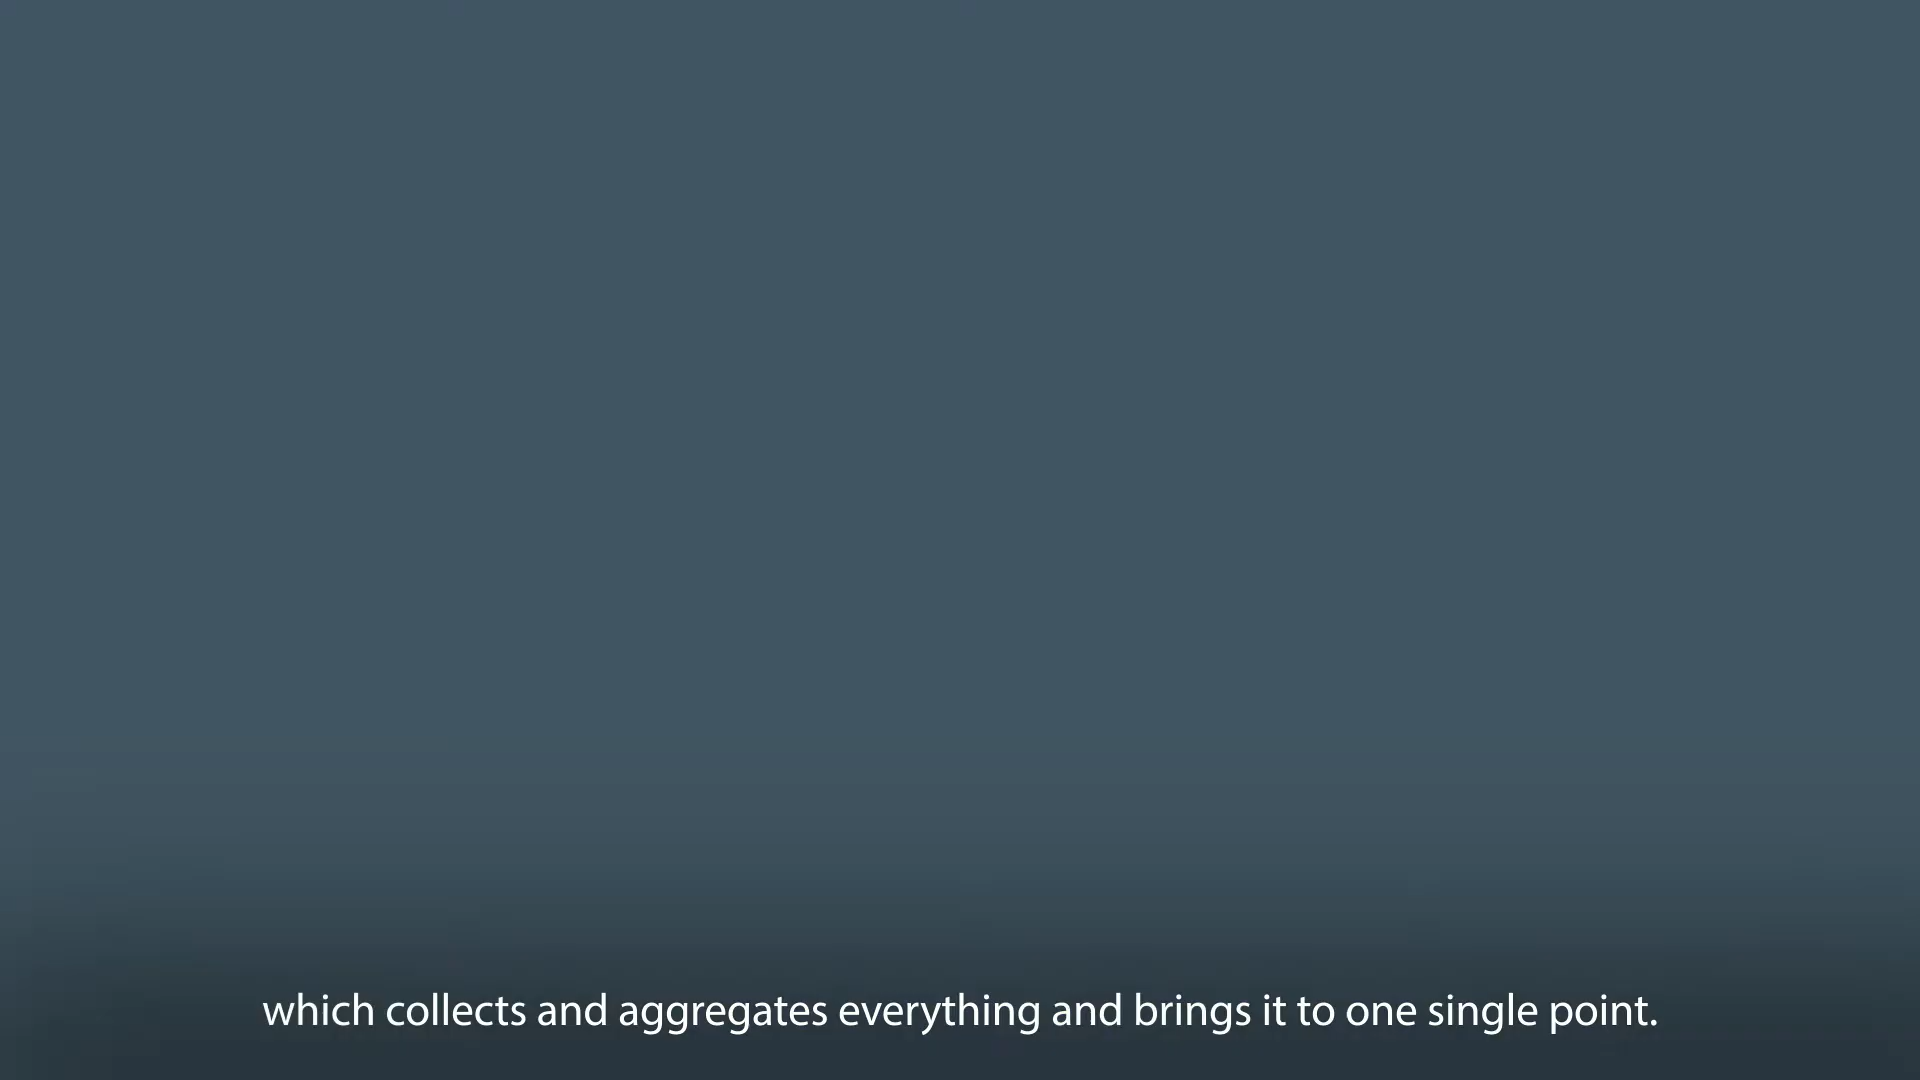 which collects and aggregates everything and brings it to one single point.